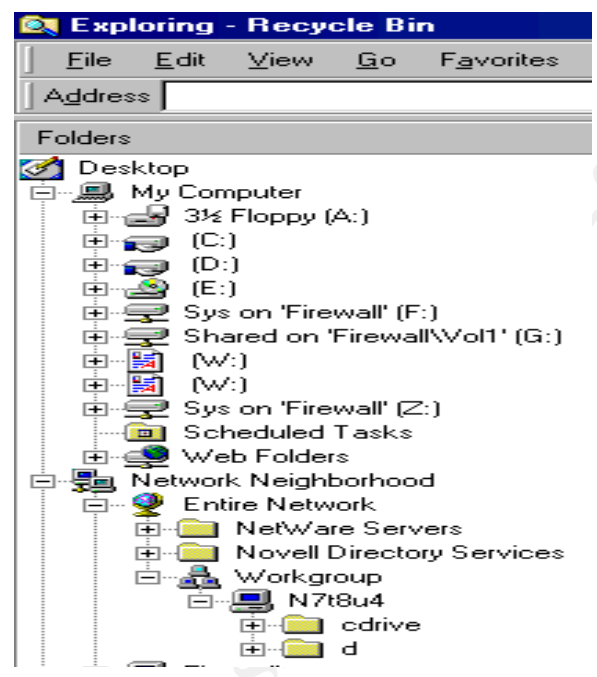 Exploring - Recycle Bin
File Edit View Go Favorites
Address
Folders
Desktop
My Computer
3½ Floppy (A:)
(C:)
(D:)
(E:)
Sys on 'Firewall' (F:)
Shared on 'Firewall\Vol1' (G:)
(W:)
(W:)
Sys on 'Firewall' (Z:)
Scheduled Tasks
Web Folders
Network Neighborhood
Entire Network
NetWare Servers
Novell Directory Services
Workgroup
N7t8u4
cdrive
d